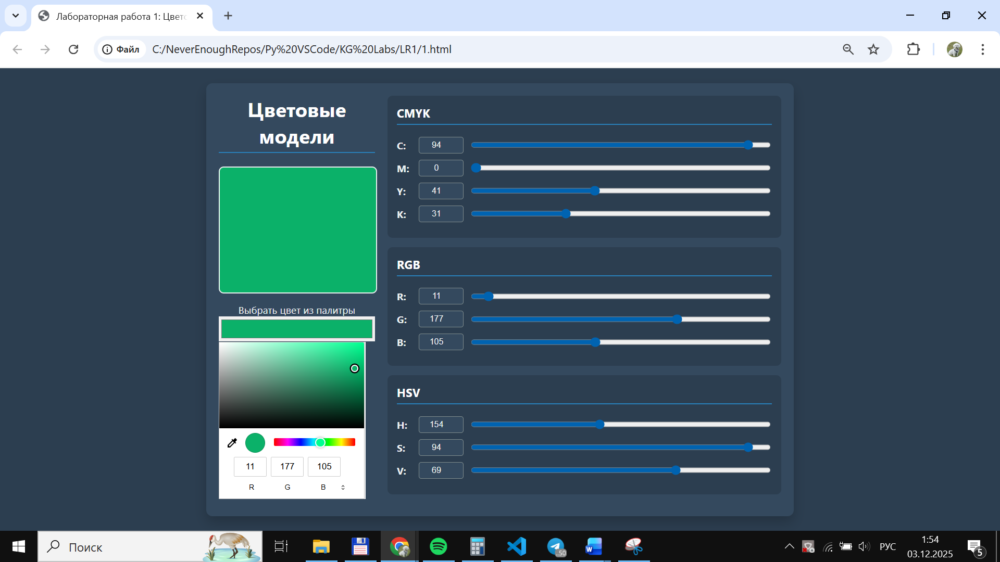 Лабораторная работа 1: Цвето
Файл
C:/NeverEnoughRepos/Py%20VSCode/KG%20Labs/LR1/1.html
Цветовые
модели
Выбрать цвет из палитры
11 177 105
R G B
CMYK
C: 94
M: 0
Y: 41
K: 31
RGB
R: 11
G: 177
B: 105
HSV
H: 154
S: 94
V: 69
Поиск
W
..50
РУС
1:54
03.12.2025
5